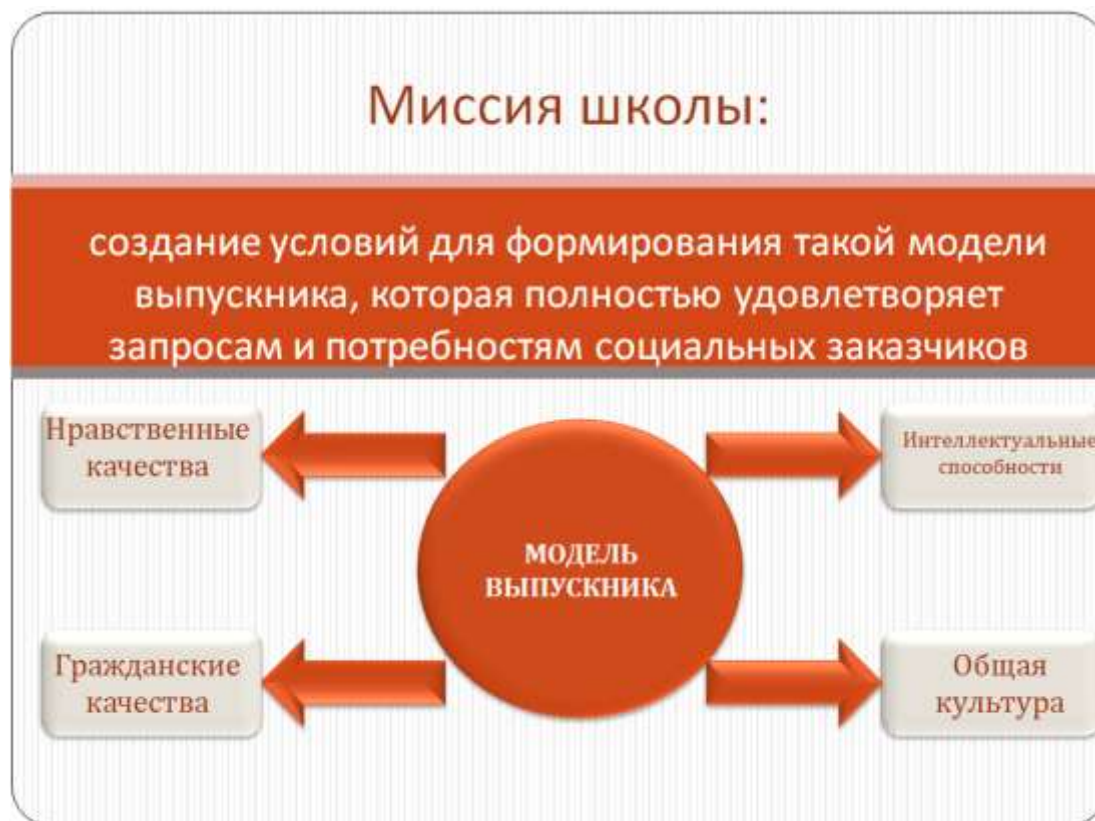 Миссия школы:
создание условий для формирования такой модели
выпускника, которая полностью удовлетворяет
запросам и потребностям социальных заказчиков
Нравственные
качества
Интеллектуальные
способности
МОДЕЛЬ
ВЫПУСКНИКА
Гражданские
качества
Общая
культура